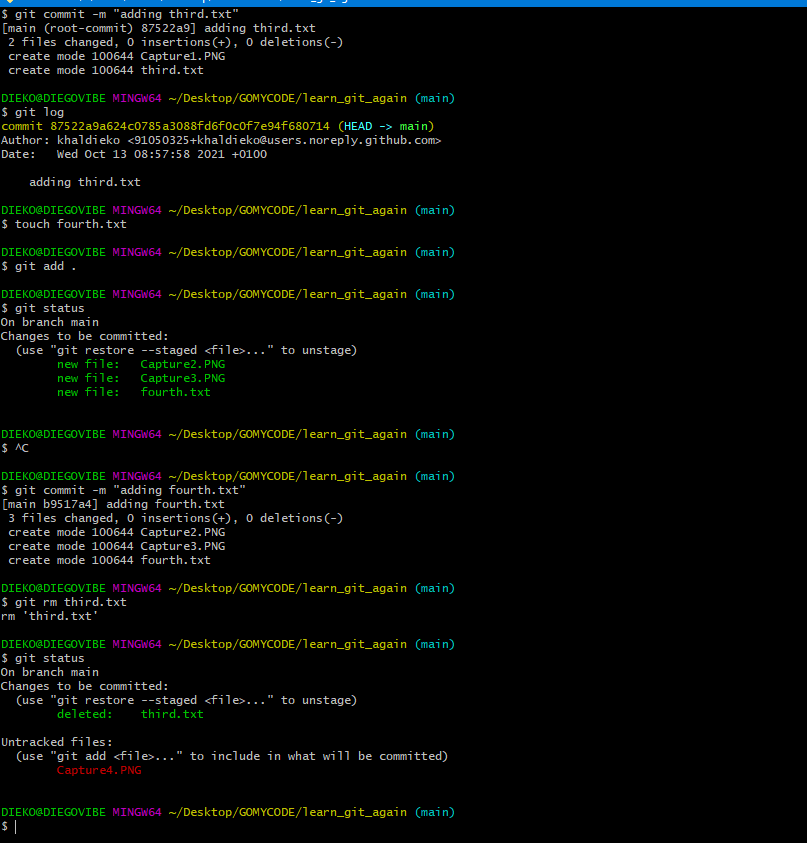 $ git commit -m "adding third.txt"
[main (root-commit) 87522a9] adding third.txt
 2 files changed, 0 insertions(+), 0 deletions(-)
 create mode 100644 Capture1.PNG
 create mode 100644 third.txt

DIEKO@DIEGOVIBE MINGW64 ~/Desktop/GOMYCODE/learn_git_again (main)
$ git log
commit 87522a9a624c0785a3088fd6f0c0f7e94f680714 (HEAD -> main)
Author: khaldieko <91050325+khaldieko@users.noreply.github.com>
Date:   Wed Oct 13 08:57:58 2021 +0100

    adding third.txt

DIEKO@DIEGOVIBE MINGW64 ~/Desktop/GOMYCODE/learn_git_again (main)
$ touch fourth.txt

DIEKO@DIEGOVIBE MINGW64 ~/Desktop/GOMYCODE/learn_git_again (main)
$ git add .

DIEKO@DIEGOVIBE MINGW64 ~/Desktop/GOMYCODE/learn_git_again (main)
$ git status
On branch main
Changes to be committed:
  (use "git restore --staged <file>..." to unstage)
        new file:   Capture2.PNG
        new file:   Capture3.PNG
        new file:   fourth.txt

DIEKO@DIEGOVIBE MINGW64 ~/Desktop/GOMYCODE/learn_git_again (main)
$ ^C

DIEKO@DIEGOVIBE MINGW64 ~/Desktop/GOMYCODE/learn_git_again (main)
$ git commit -m "adding fourth.txt"
[main b9517a4] adding fourth.txt
 3 files changed, 0 insertions(+), 0 deletions(-)
 create mode 100644 Capture2.PNG
 create mode 100644 Capture3.PNG
 create mode 100644 fourth.txt

DIEKO@DIEGOVIBE MINGW64 ~/Desktop/GOMYCODE/learn_git_again (main)
$ git rm third.txt
rm 'third.txt'

DIEKO@DIEGOVIBE MINGW64 ~/Desktop/GOMYCODE/learn_git_again (main)
$ git status
On branch main
Changes to be committed:
  (use "git restore --staged <file>..." to unstage)
        deleted:    third.txt

Untracked files:
  (use "git add <file>..." to include in what will be committed)
        Capture4.PNG

DIEKO@DIEGOVIBE MINGW64 ~/Desktop/GOMYCODE/learn_git_again (main)
$